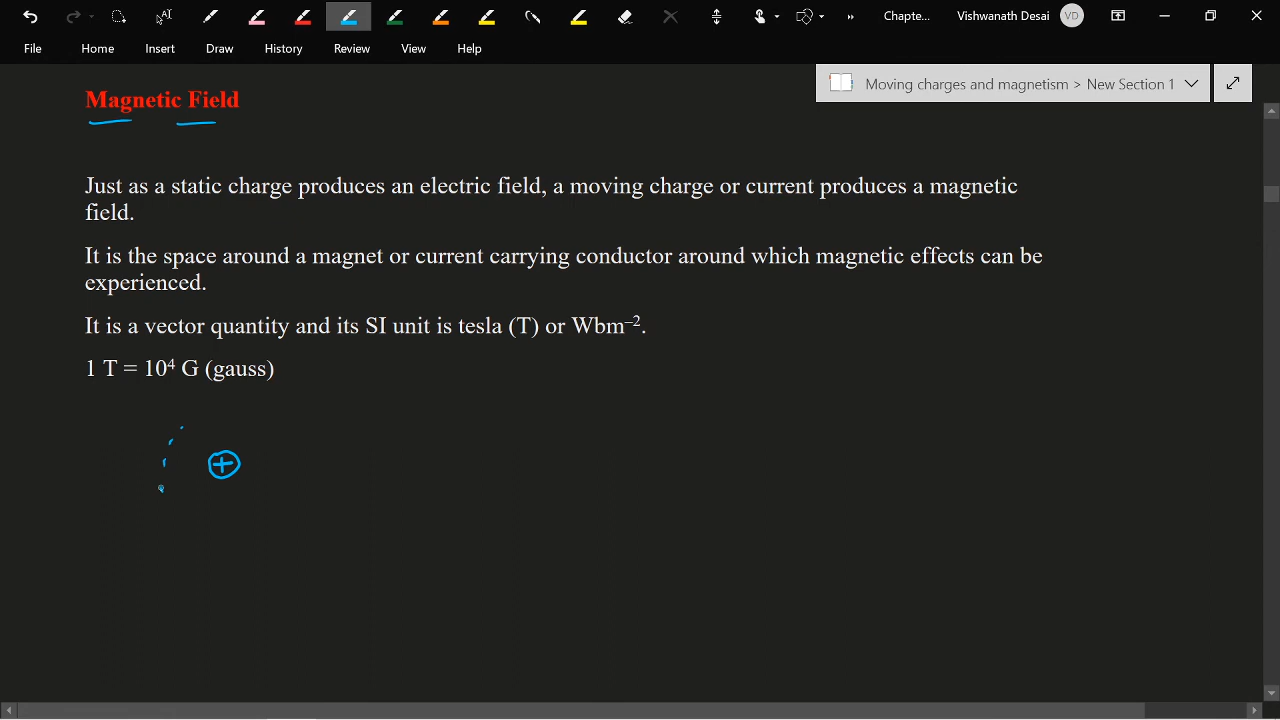 Chapte... Vishwanath Desai VD
File Home Insert Draw History Review View Help
Moving charges and magnetism > New Section 1
Magnetic Field
Just as a static charge produces an electric field, a moving charge or current produces a magnetic
field.
It is the space around a magnet or current carrying conductor around which magnetic effects can be
experienced.
It is a vector quantity and its SI unit is tesla (T) or Wbm⁻².
1 T = 10⁴ G (gauss)
+